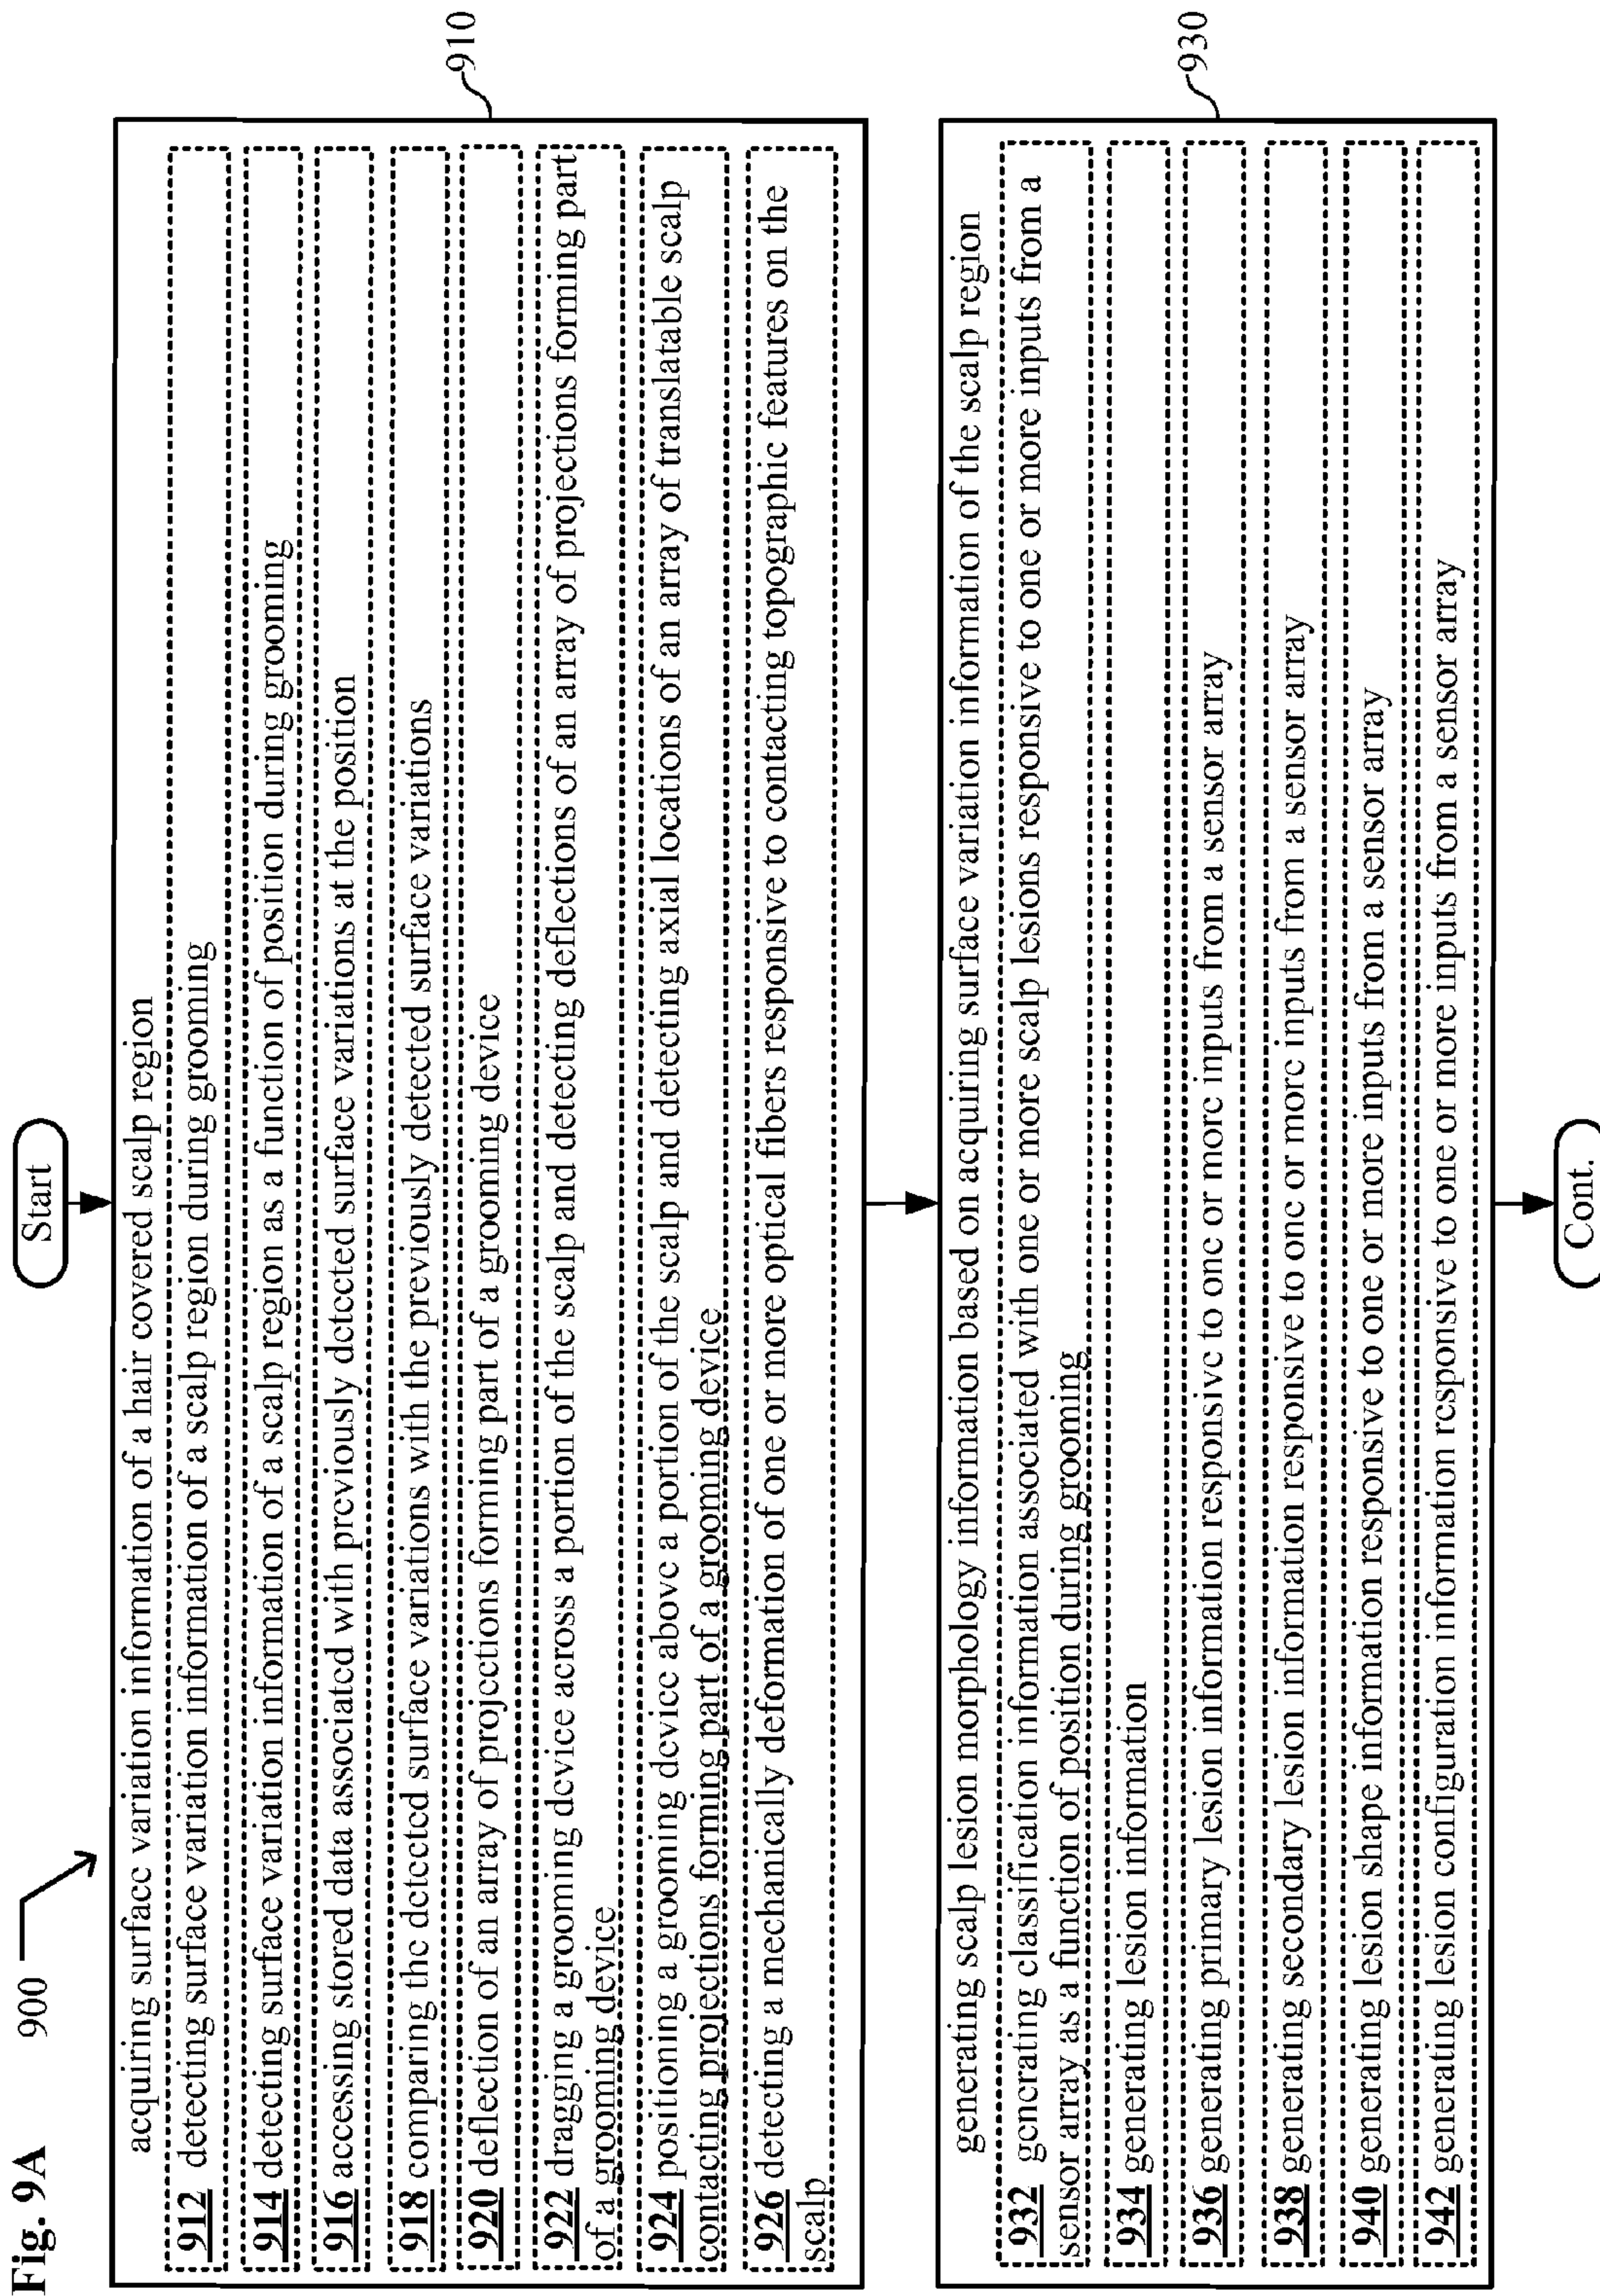 Fig. 9A
900
Start
910
acquiring surface variation information of a hair covered scalp region
912 detecting surface variation information of a scalp region during grooming
914 detecting surface variation information of a scalp region as a function of position during grooming
916 accessing stored data associated with previously detected surface variations at the position
918 comparing the detected surface variations with the previously detected surface variations
920 deflection of an array of projections forming part of a grooming device
922 dragging a grooming device across a portion of the scalp and detecting deflections of an array of projections forming part
of a grooming device
924 positioning a grooming device above a portion of the scalp and detecting axial locations of an array of translatable scalp
contacting projections forming part of a grooming device
926 detecting a mechanically deformation of one or more optical fibers responsive to contacting topographic features on the
scalp
930
generating scalp lesion morphology information based on acquiring surface variation information of the scalp region
932 generating classification information associated with one or more scalp lesions responsive to one or more inputs from a
sensor array as a function of position during grooming
934 generating lesion information
936 generating primary lesion information responsive to one or more inputs from a sensor array
938 generating secondary lesion information responsive to one or more inputs from a sensor array
940 generating lesion shape information responsive to one or more inputs from a sensor array
942 generating lesion configuration information responsive to one or more inputs from a sensor array
Cont.